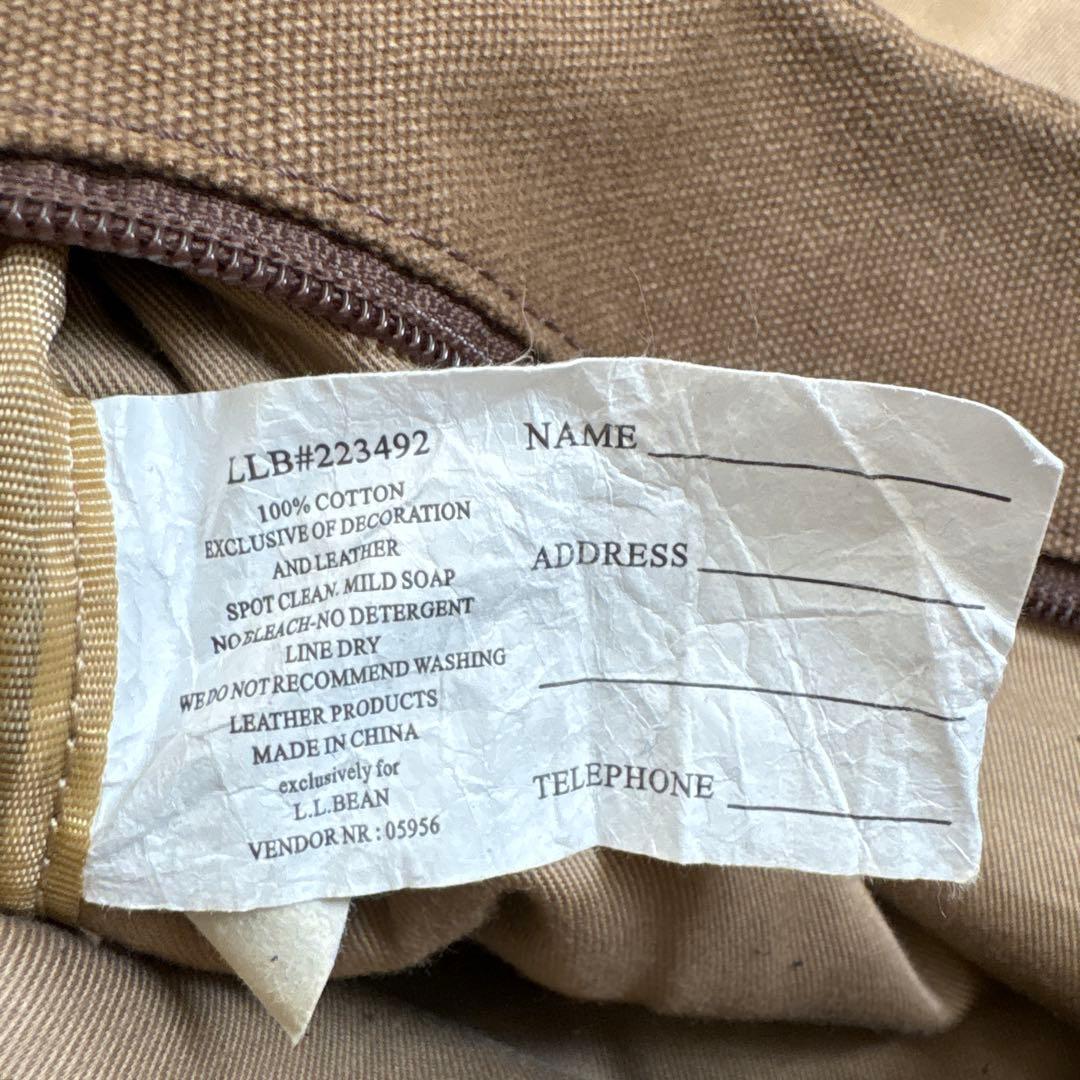 LLB#223492
100% COTTON
EXCLUSIVE OF DECORATION
AND LEATHER
SPOT CLEAN. MILD SOAP
NO BLEACH-NO DETERGENT
LINE DRY
WE DO NOT RECOMMEND WASHING
LEATHER PRODUCTS
MADE IN CHINA
exclusively for
L.L.BEAN
VENDOR NR : 05956
NAME
ADDRESS
TELEPHONE